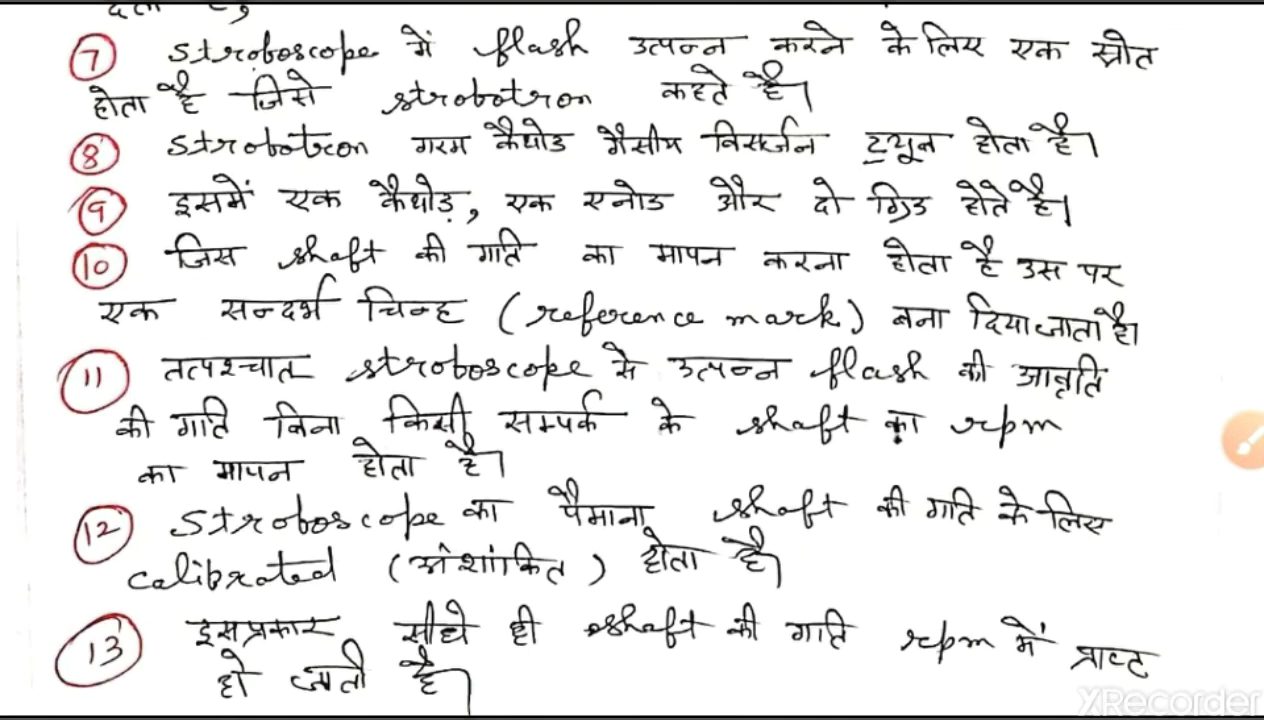 ⑦ stroboscope में flash उत्पन्न करने के लिए एक स्रोत
होता है जिसे strobotron कहते है।
⑧ strobotron गरम कैथोड गैसीय विसर्जन ट्यून होता है।
⑨ इसमें एक कैथोड़, एक एनोड और दो ग्रिड होते है।
⑩ जिस shaft की गति का मापन करना होता है उस पर
एक सन्दर्भ चिन्ह (reference mark) बना दिया जाता है।
⑪ तत्पश्चात stroboscope से उत्पन्न flash की आवृति
की गति बिना किसी सम्पर्क के shaft का rpm
का मापन होता है।
⑫ stroboscope का पैमाना shaft की गति के लिए
calibrated (अंशांकित) होता है।
⑬ इसप्रकार सीधे ही shaft की गति rpm में प्राप्त
हो जाती है।
XRecorder